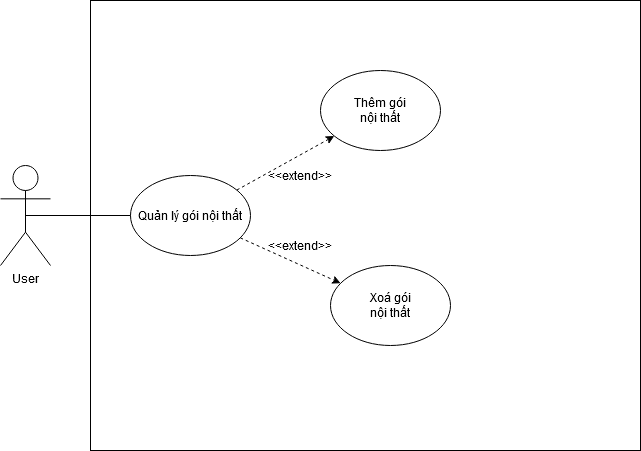 Thêm gói
nội thất
<<extend>>
Quản lý gói nội thất
<<extend>>
User
Xoá gói
nội thất